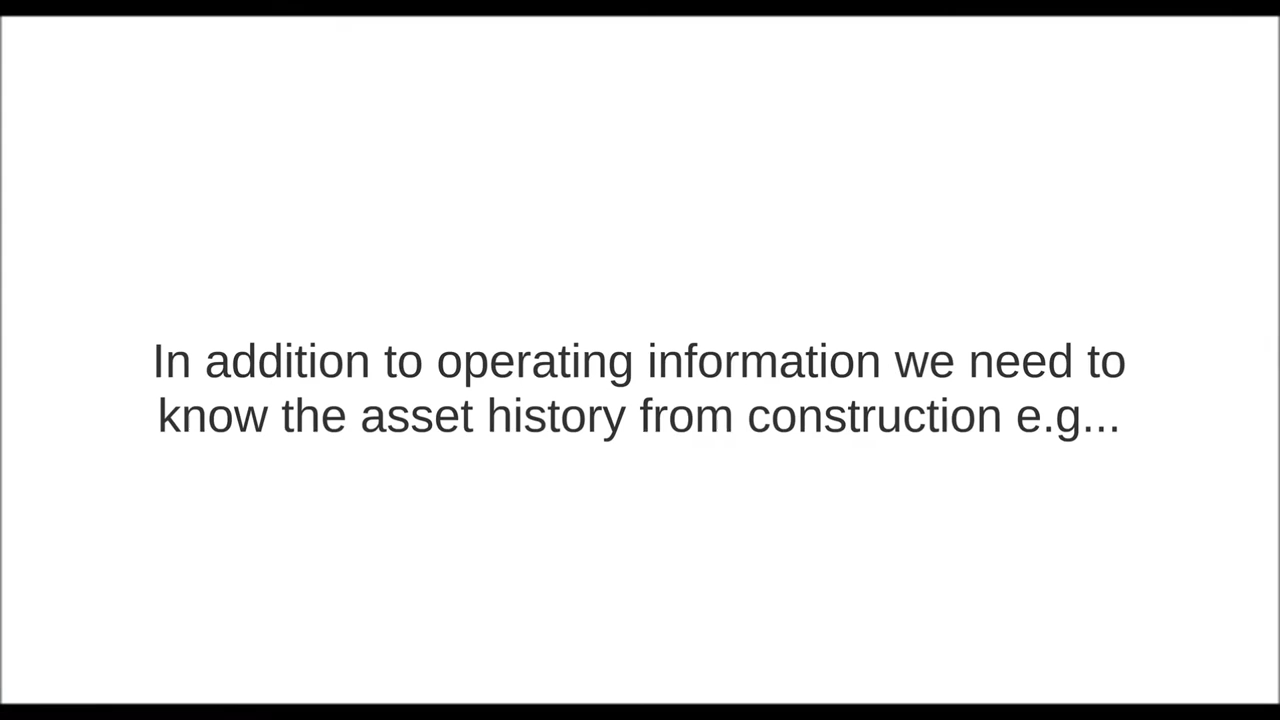 In addition to operating information we need to
know the asset history from construction e.g...